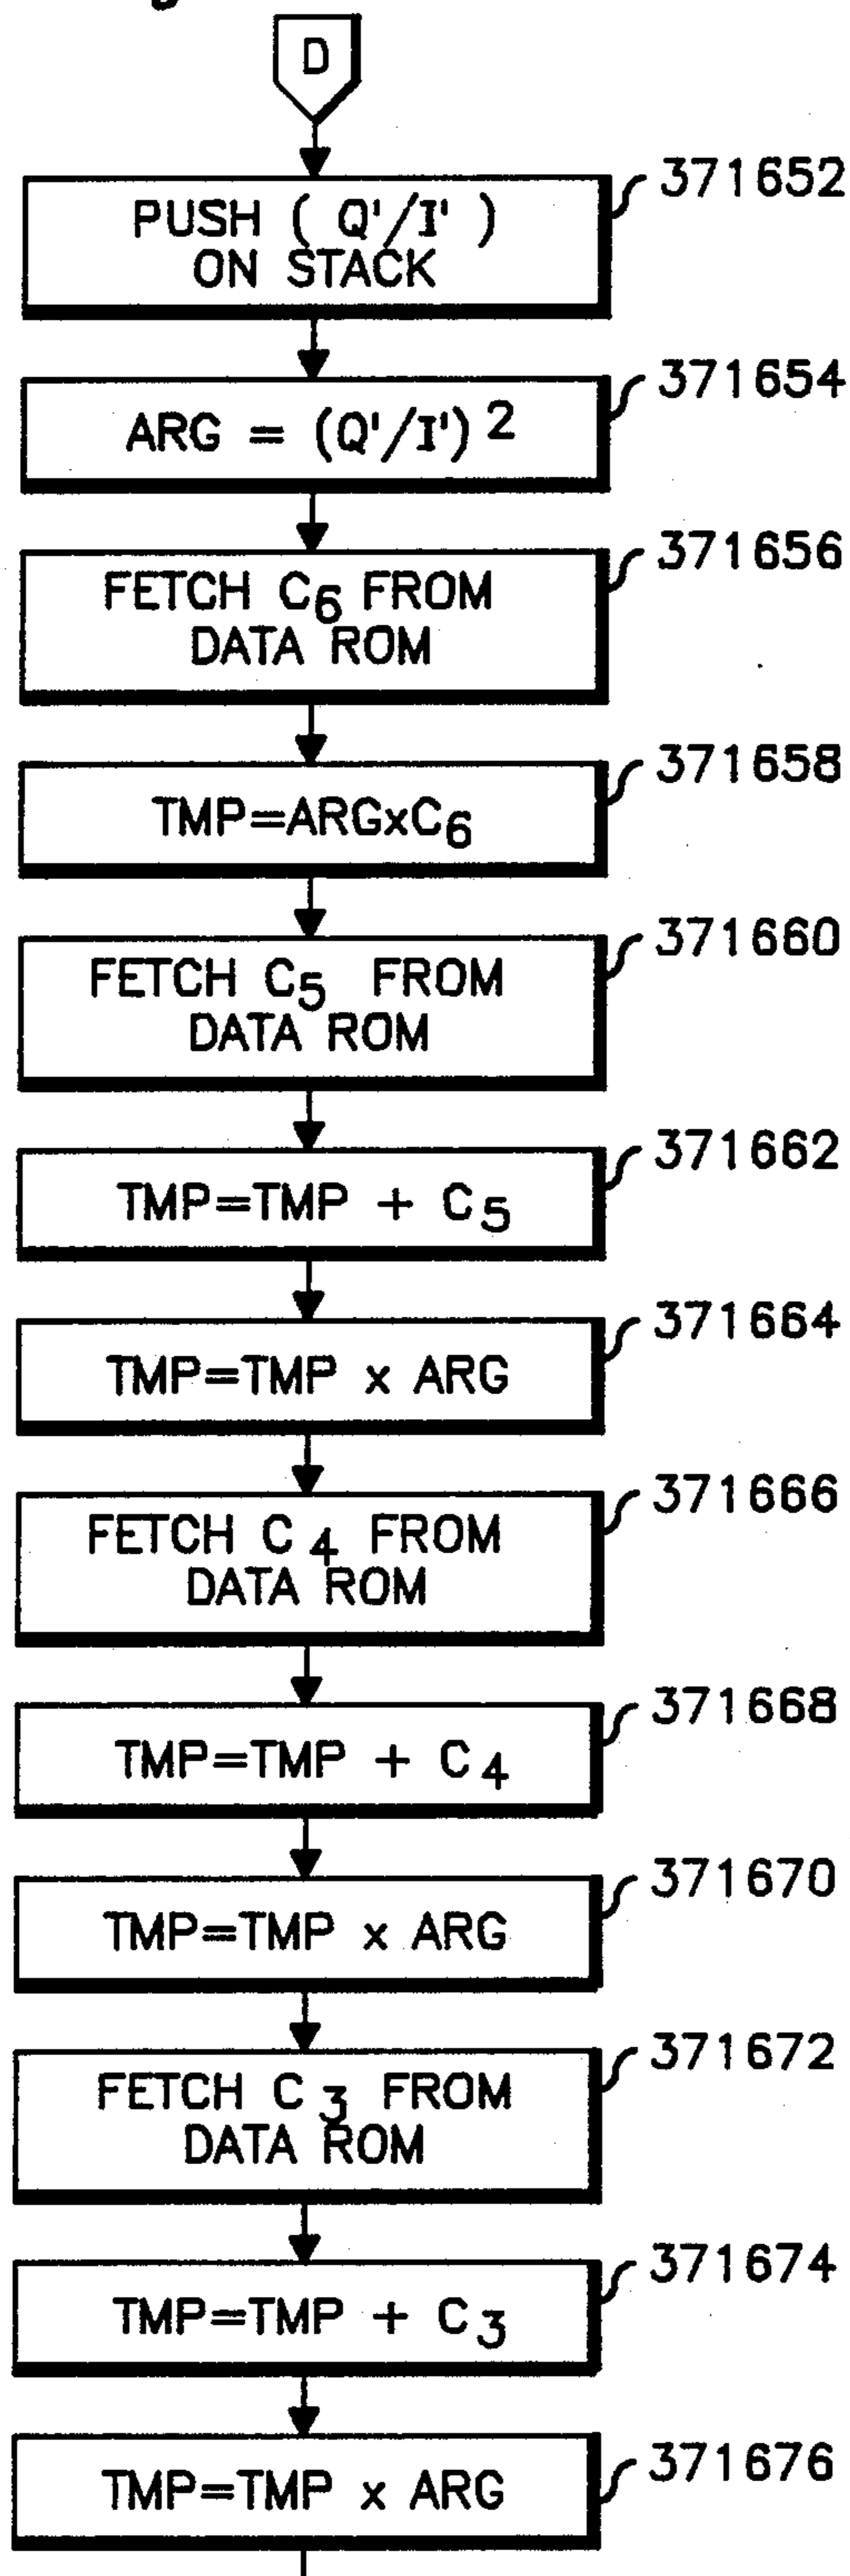 D
PUSH ( Q'/I' )
ON STACK
371652
ARG = (Q'/I') 2
371654
FETCH C6 FROM
DATA ROM
371656
TMP=ARGxC6
371658
FETCH C5 FROM
DATA ROM
371660
TMP=TMP + C5
371662
TMP=TMP x ARG
371664
FETCH C4 FROM
DATA ROM
371666
TMP=TMP + C4
371668
TMP=TMP x ARG
371670
FETCH C3 FROM
DATA ROM
371672
TMP=TMP + C3
371674
TMP=TMP x ARG
371676